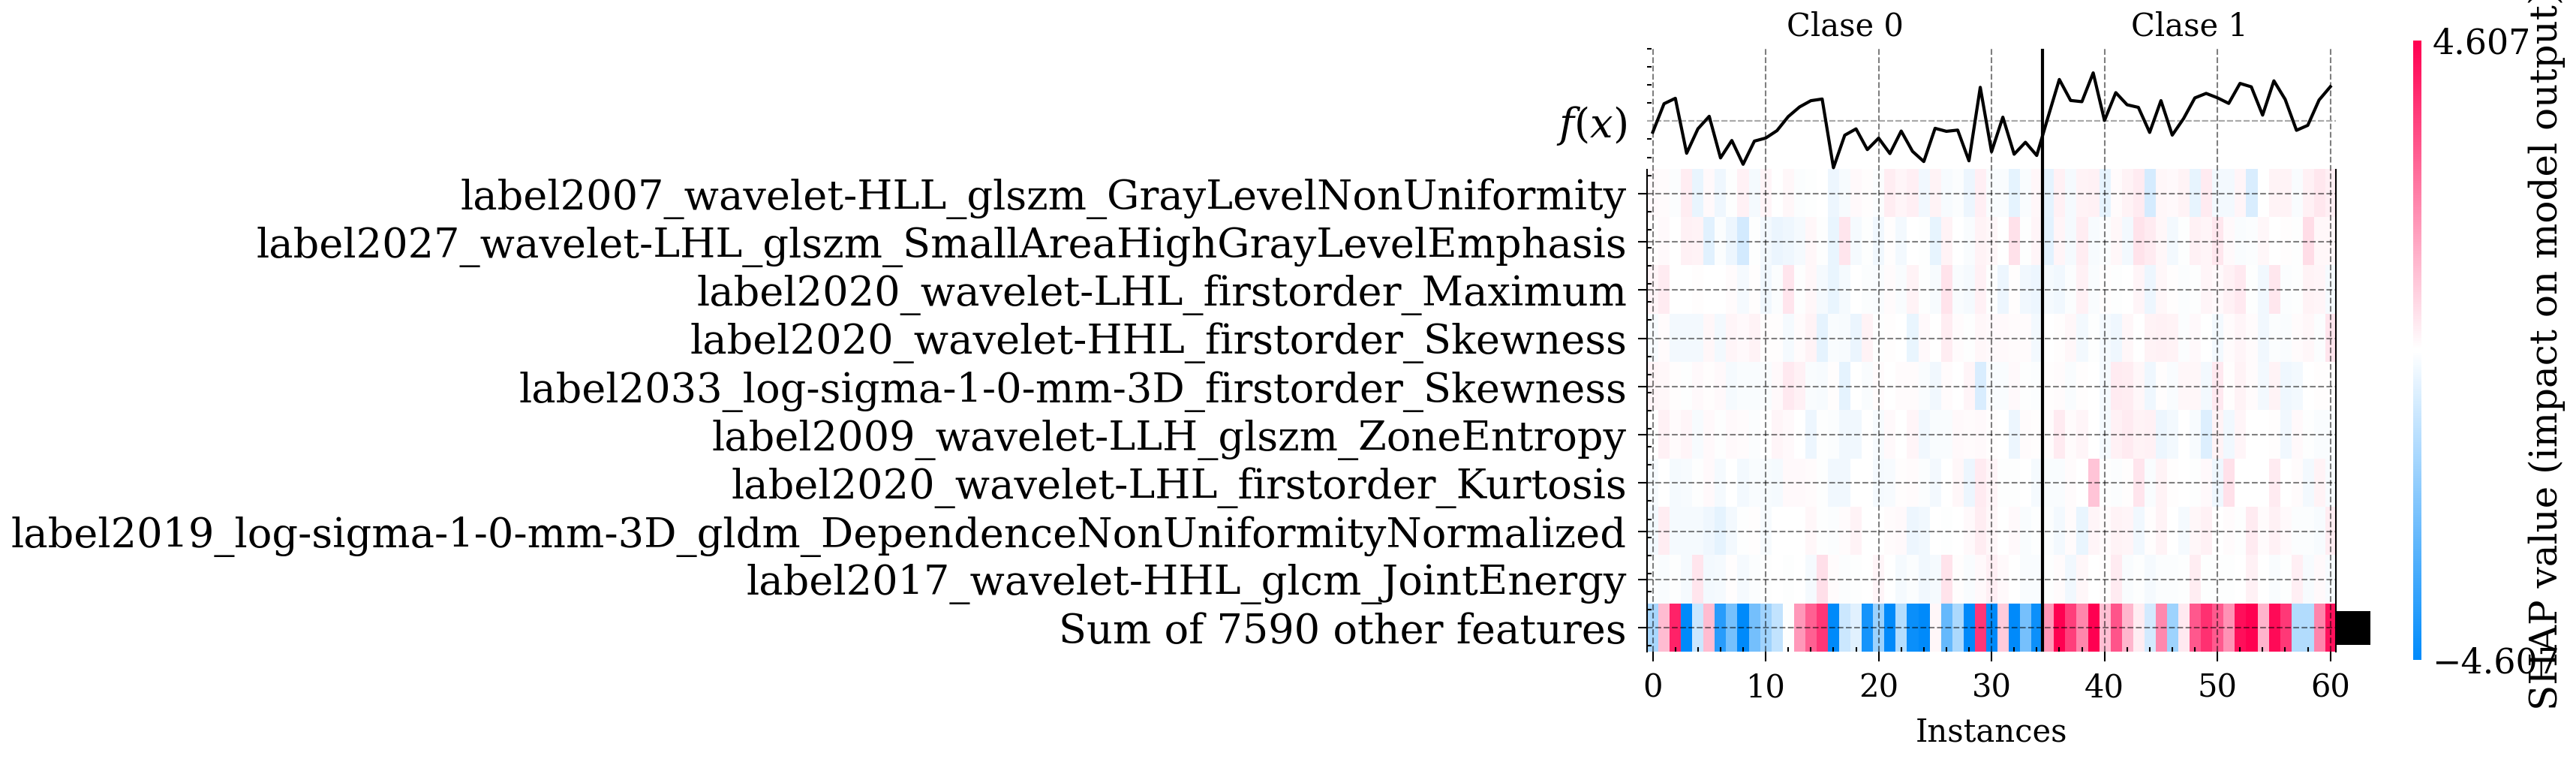 Clase 0
Clase 1
f(x)
label2007_wavelet-HLL_glszm_GrayLevelNonUniformity
label2027_wavelet-LHL_glszm_SmallAreaHighGrayLevelEmphasis
label2020_wavelet-LHL_firstorder_Maximum
label2020_wavelet-HHL_firstorder_Skewness
label2033_log-sigma-1-0-mm-3D_firstorder_Skewness
label2009_wavelet-LLH_glszm_ZoneEntropy
label2020_wavelet-LHL_firstorder_Kurtosis
label2019_log-sigma-1-0-mm-3D_gldm_DependenceNonUniformityNormalized
label2017_wavelet-HHL_glcm_JointEnergy
Sum of 7590 other features
0 10 20 30 40 50 60
Instances
4.607
−4.607
SHAP value (impact on model output)